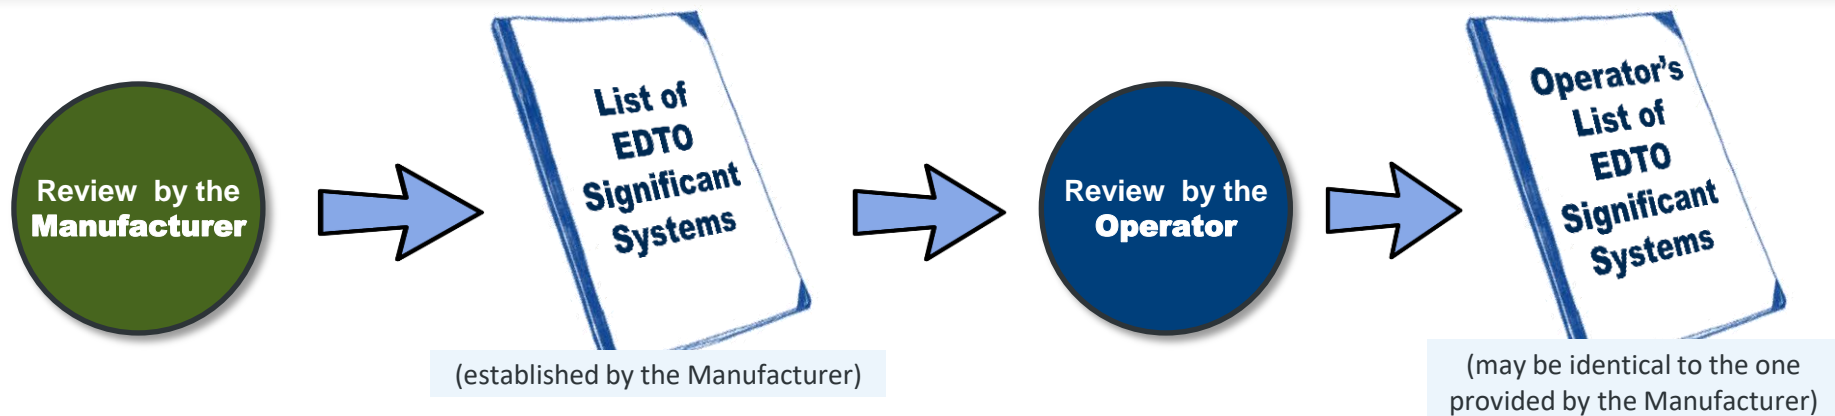 Review by the
Manufacturer
List of
EDTO
Significant
Systems
(established by the Manufacturer)
Review by the
Operator
Operator's
List of
EDTO
Significant
Systems
(may be identical to the one
provided by the Manufacturer)